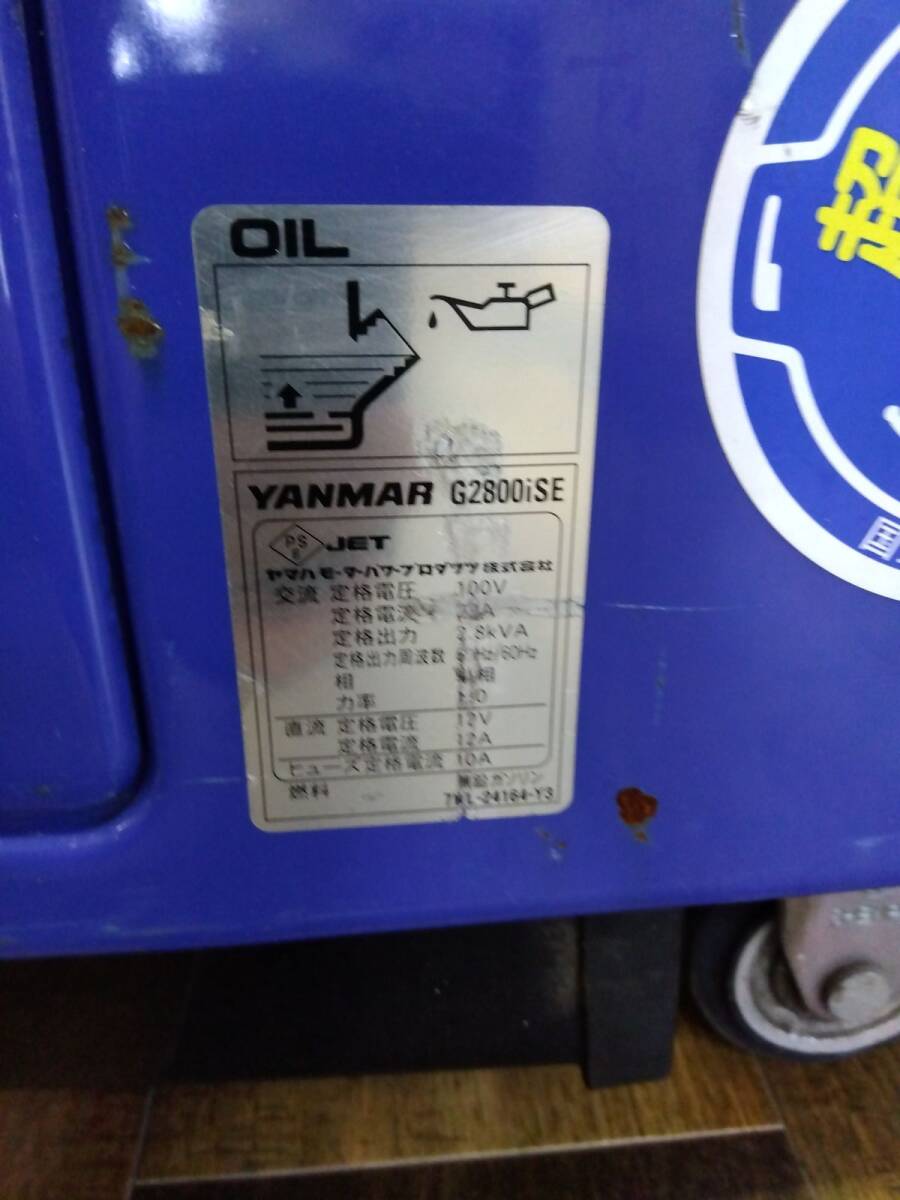 OIL
YANMAR G2800iSE
PS
E
JET
ヤマハモーターパワープロダクツ株式会社
交流 定格電圧 100V
定格電流
定格出力 2.8kVA
定格出力周波数 /60Hz
相
力率
直流 定格電圧 12V
定格電流 12A
ヒューズ定格電流 10A
燃料 無鉛ガソリン
-24164-Y3
超